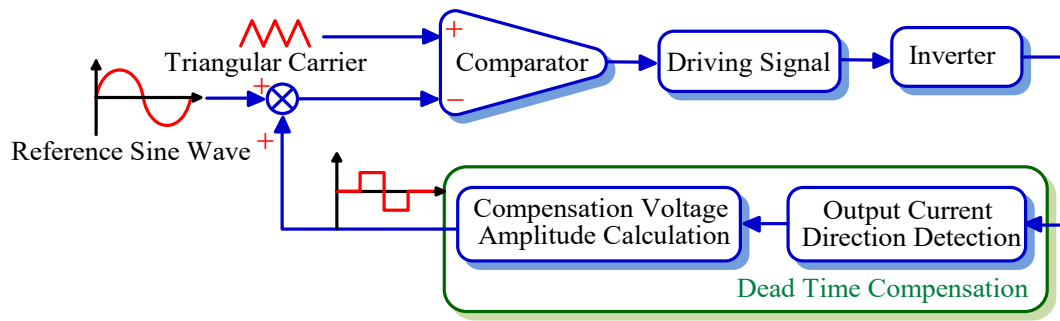 Triangular Carrier
+
−
Comparator
Driving Signal
Inverter
+
+
Reference Sine Wave
Compensation Voltage
Amplitude Calculation
Output Current
Direction Detection
Dead Time Compensation